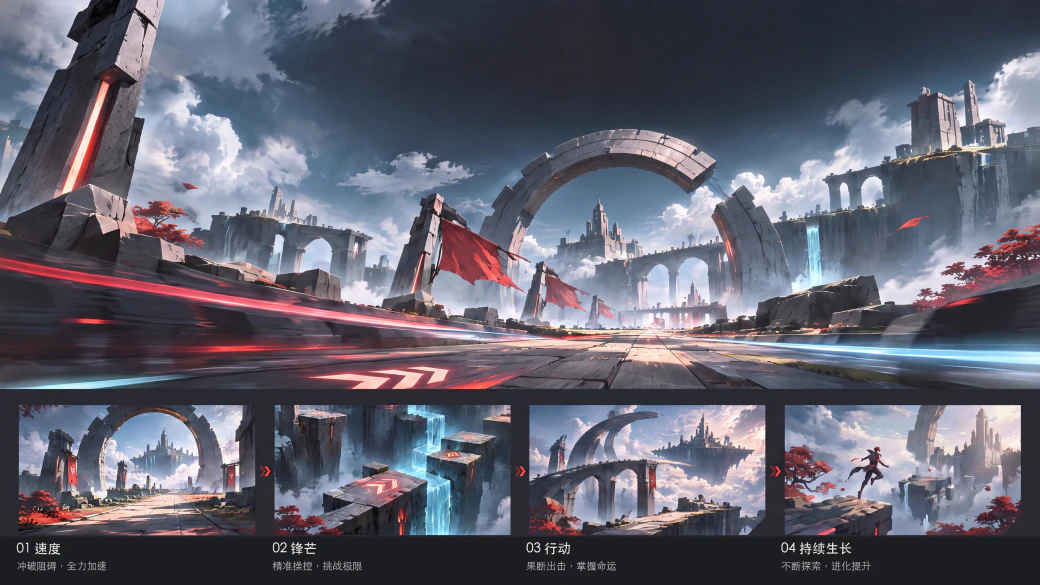 01 速度
冲破阻碍，全力加速
02 锋芒
精准操控，挑战极限
03 行动
果断出击，掌握命运
04 持续生长
不断探索，进化提升